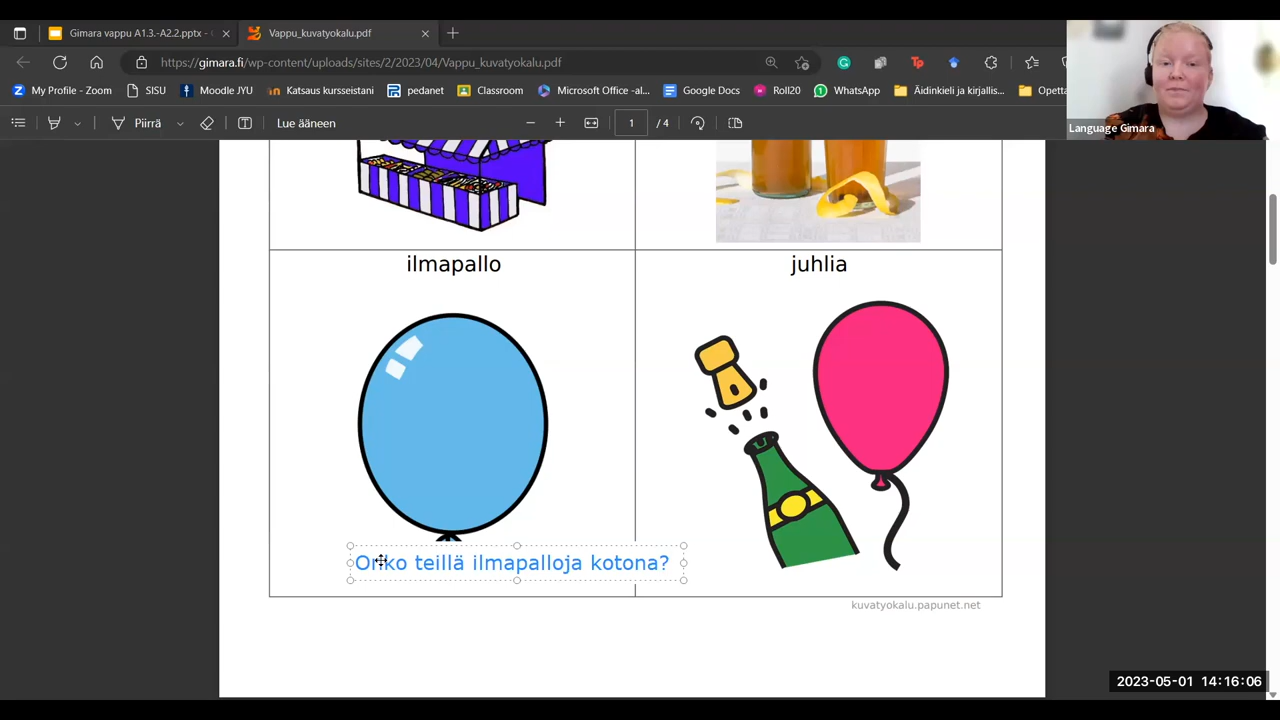 Gimara vappu A1.3.-A2.2.pptx -
Vappu_kuvatyokalu.pdf
https://gimara.fi/wp-content/uploads/sites/2/2023/04/Vappu_kuvatyokalu.pdf
My Profile - Zoom
SISU
Moodle JYU
Katsaus kursseistani
pedanet
Classroom
Microsoft Office -al...
Google Docs
Roll20
WhatsApp
Äidinkieli ja kirjallis...
Opetta
Language Gimara
Piirrä
Lue ääneen
1 / 4
ilmapallo
juhlia
Onko teillä ilmapalloja kotona?
kuvatyokalu.papunet.net
2023-05-01 14:16:06